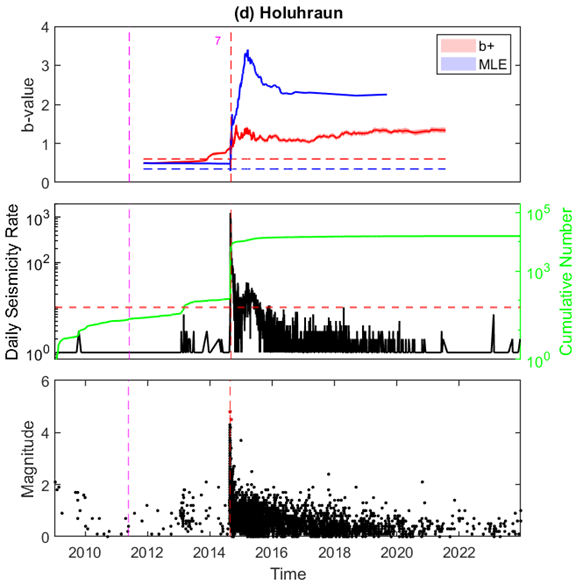 (d) Holuhraun
4
3
2
1
0
b-value
7
b+
MLE
10^3
10^2
10^0
Daily Seismicity Rate
10^5
10^3
10^1
10^0
Cumulative Number
6
4
2
0
Magnitude
2010 2012 2014 2016 2018 2020 2022
Time